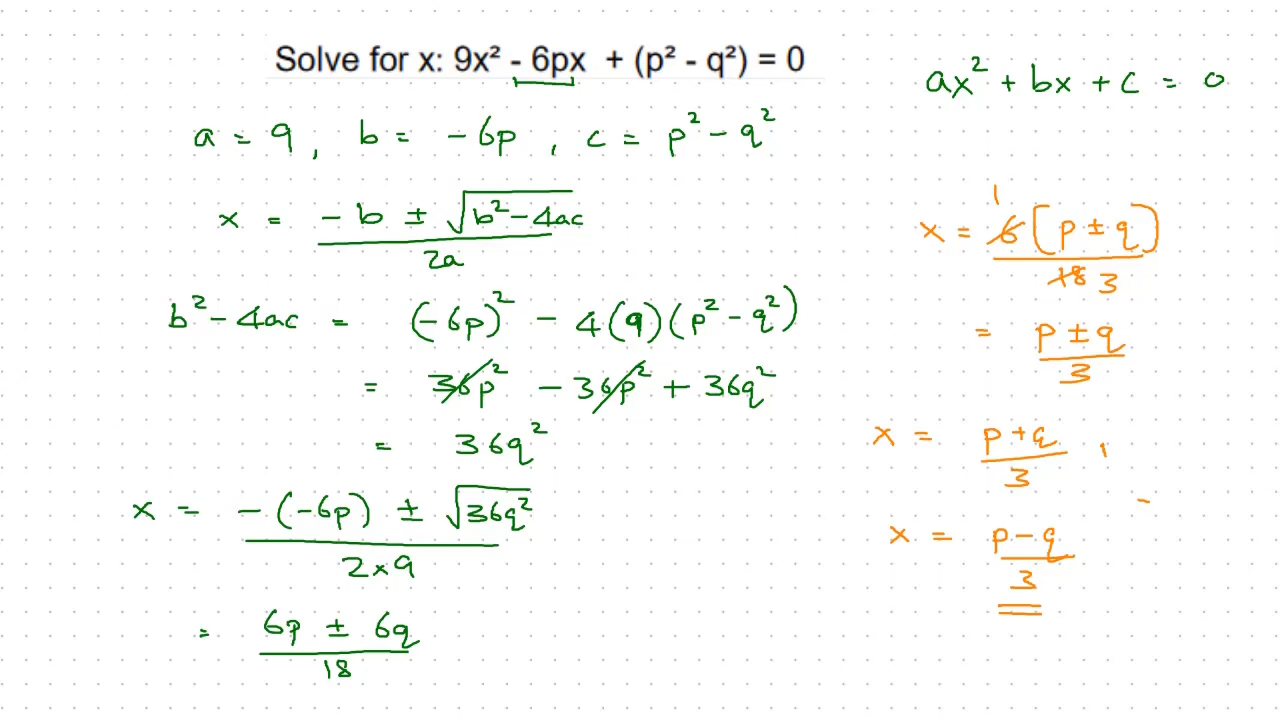 Solve for x: 9x² - 6px + (p² - q²) = 0
ax² + bx + c = 0
a = 9, b = -6p, c = p² - q²
x = -b ± √(b² - 4ac) / 2a
b² - 4ac = (-6p)² - 4(9)(p² - q²)
= 36p² - 36p² + 36q²
= 36q²
x = -(-6p) ± √36q² / 2×9
= 6p ± 6q / 18
x = 6 1 [p ± q] / 18 3
= p ± q / 3
x = p + q / 3 ,
x = p - q / 3